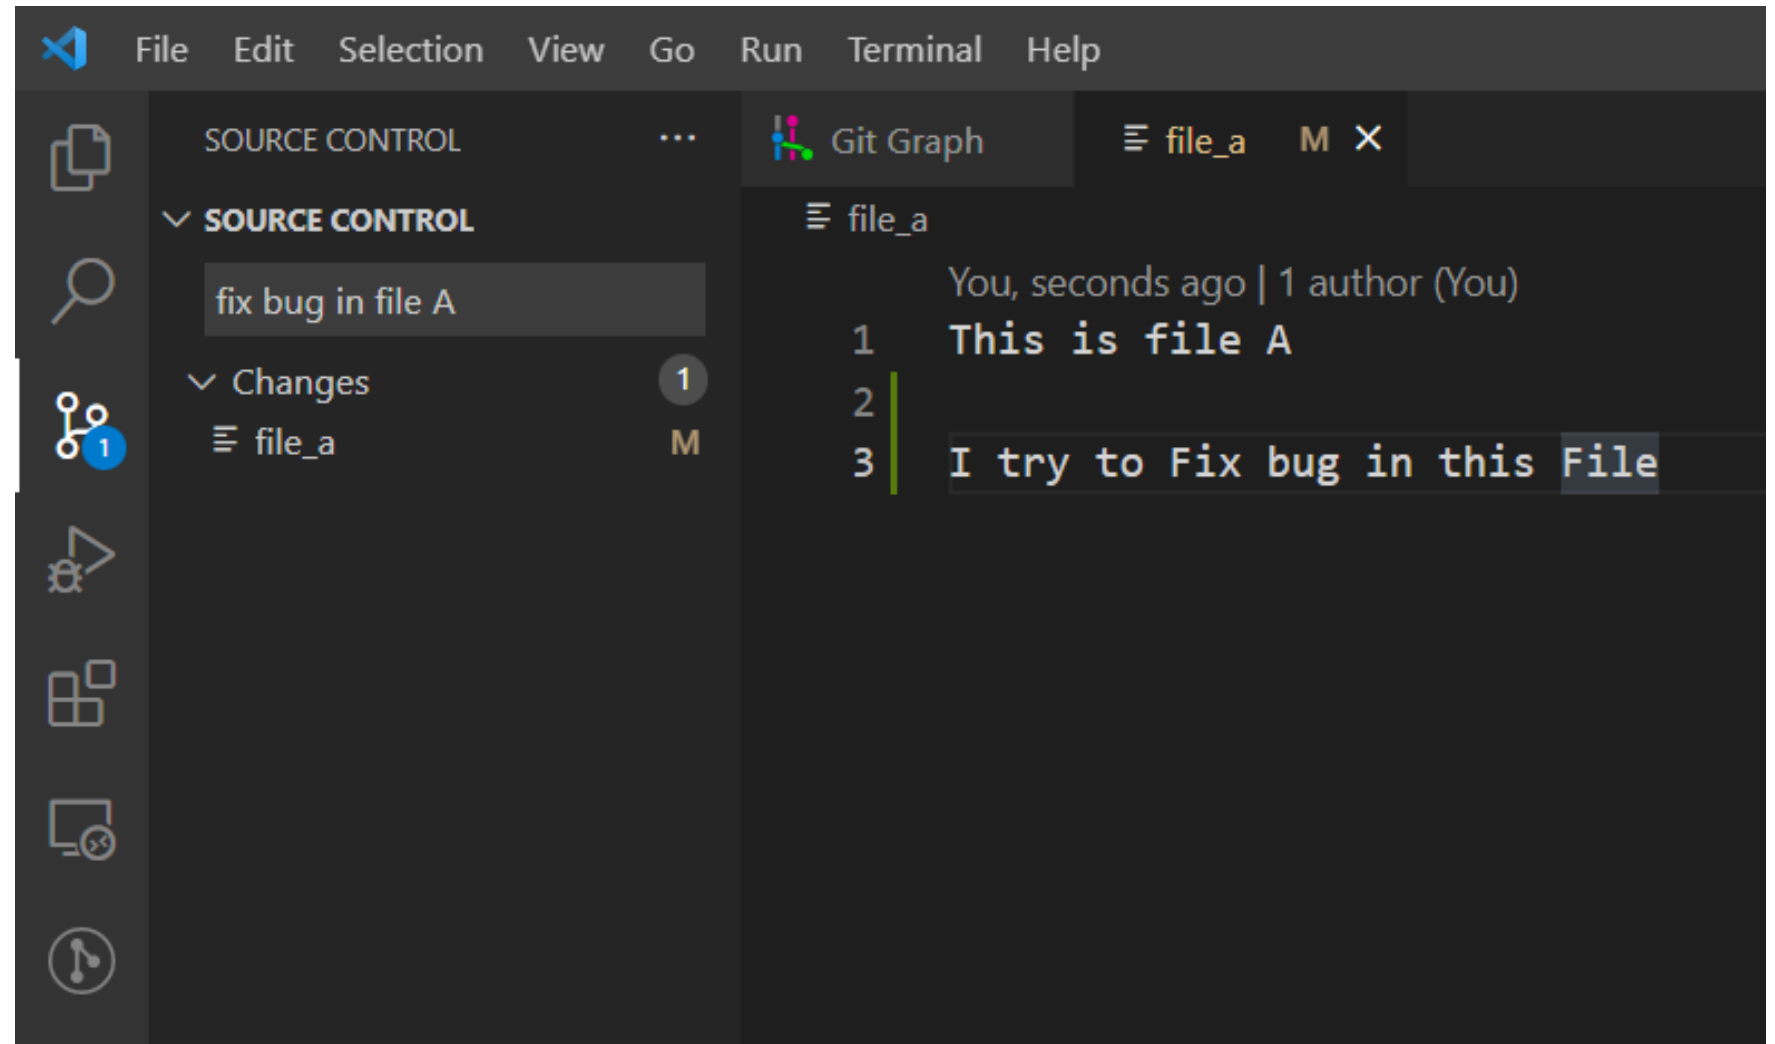 File Edit Selection View Go Run Terminal Help
SOURCE CONTROL ···
SOURCE CONTROL
fix bug in file A
Changes 1
file_a M
1
Git Graph
file_a M
file_a
You, seconds ago | 1 author (You)
1 This is file A
2
3 I try to Fix bug in this File